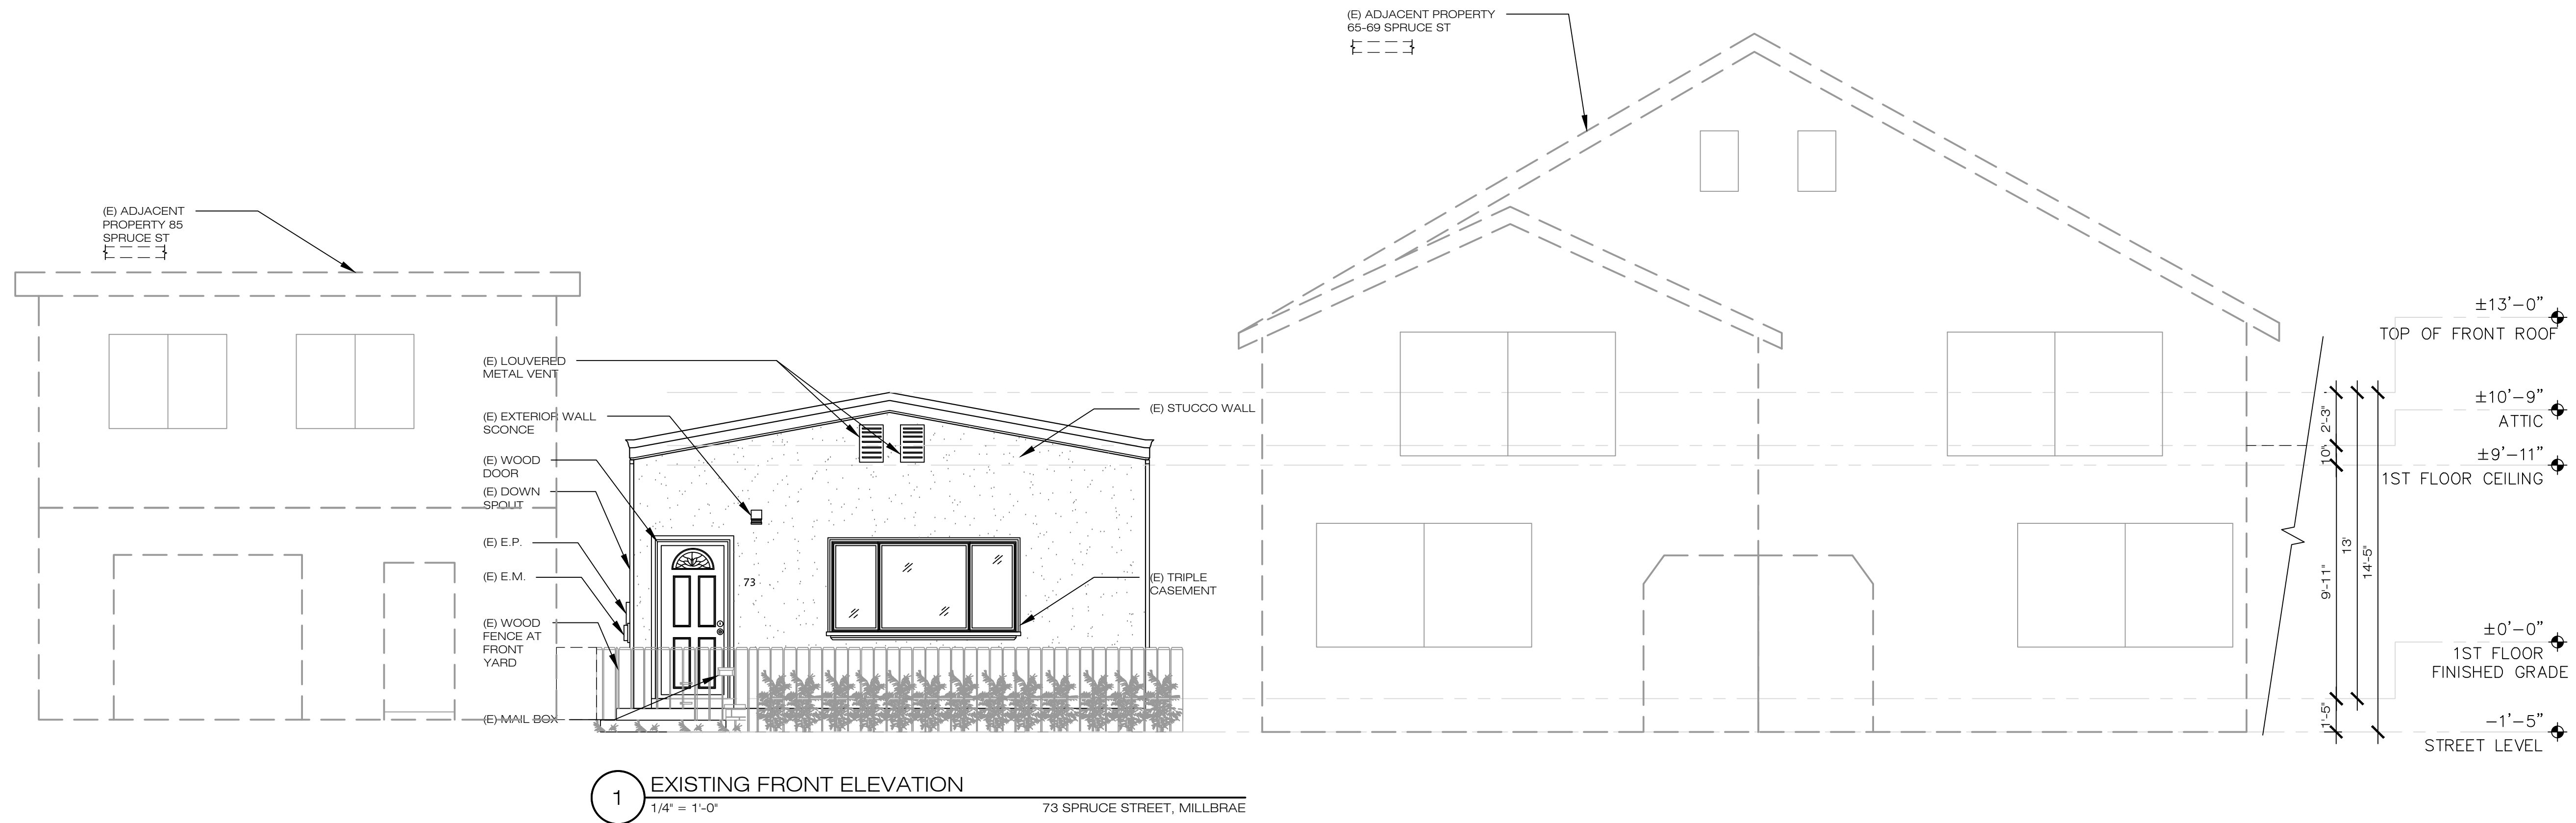 (E) ADJACENT PROPERTY
65-69 SPRUCE ST
(E) ADJACENT
PROPERTY 85
SPRUCE ST
(E) LOUVERED
METAL VENT
(E) EXTERIOR WALL
SCONCE
(E) WOOD
DOOR
(E) DOWN
SPOUT
(E) E.P.
(E) E.M.
(E) WOOD
FENCE AT
FRONT
YARD
(E) MAIL BOX
73
(E) STUCCO WALL
(E) TRIPLE
CASEMENT
2'-3"
10"
9'-11"
1'-5"
13'
14'-5"
±13'-0"
TOP OF FRONT ROOF
±10'-9"
ATTIC
±9'-11"
1ST FLOOR CEILING
±0'-0"
1ST FLOOR
FINISHED GRADE
-1'-5"
STREET LEVEL
1
EXISTING FRONT ELEVATION
1/4" = 1'-0"
73 SPRUCE STREET, MILLBRAE